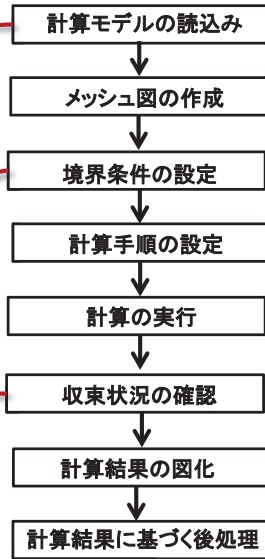 計算モデルの読込み
メッシュ図の作成
境界条件の設定
計算手順の設定
計算の実行
収束状況の確認
計算結果の図化
計算結果に基づく後処理